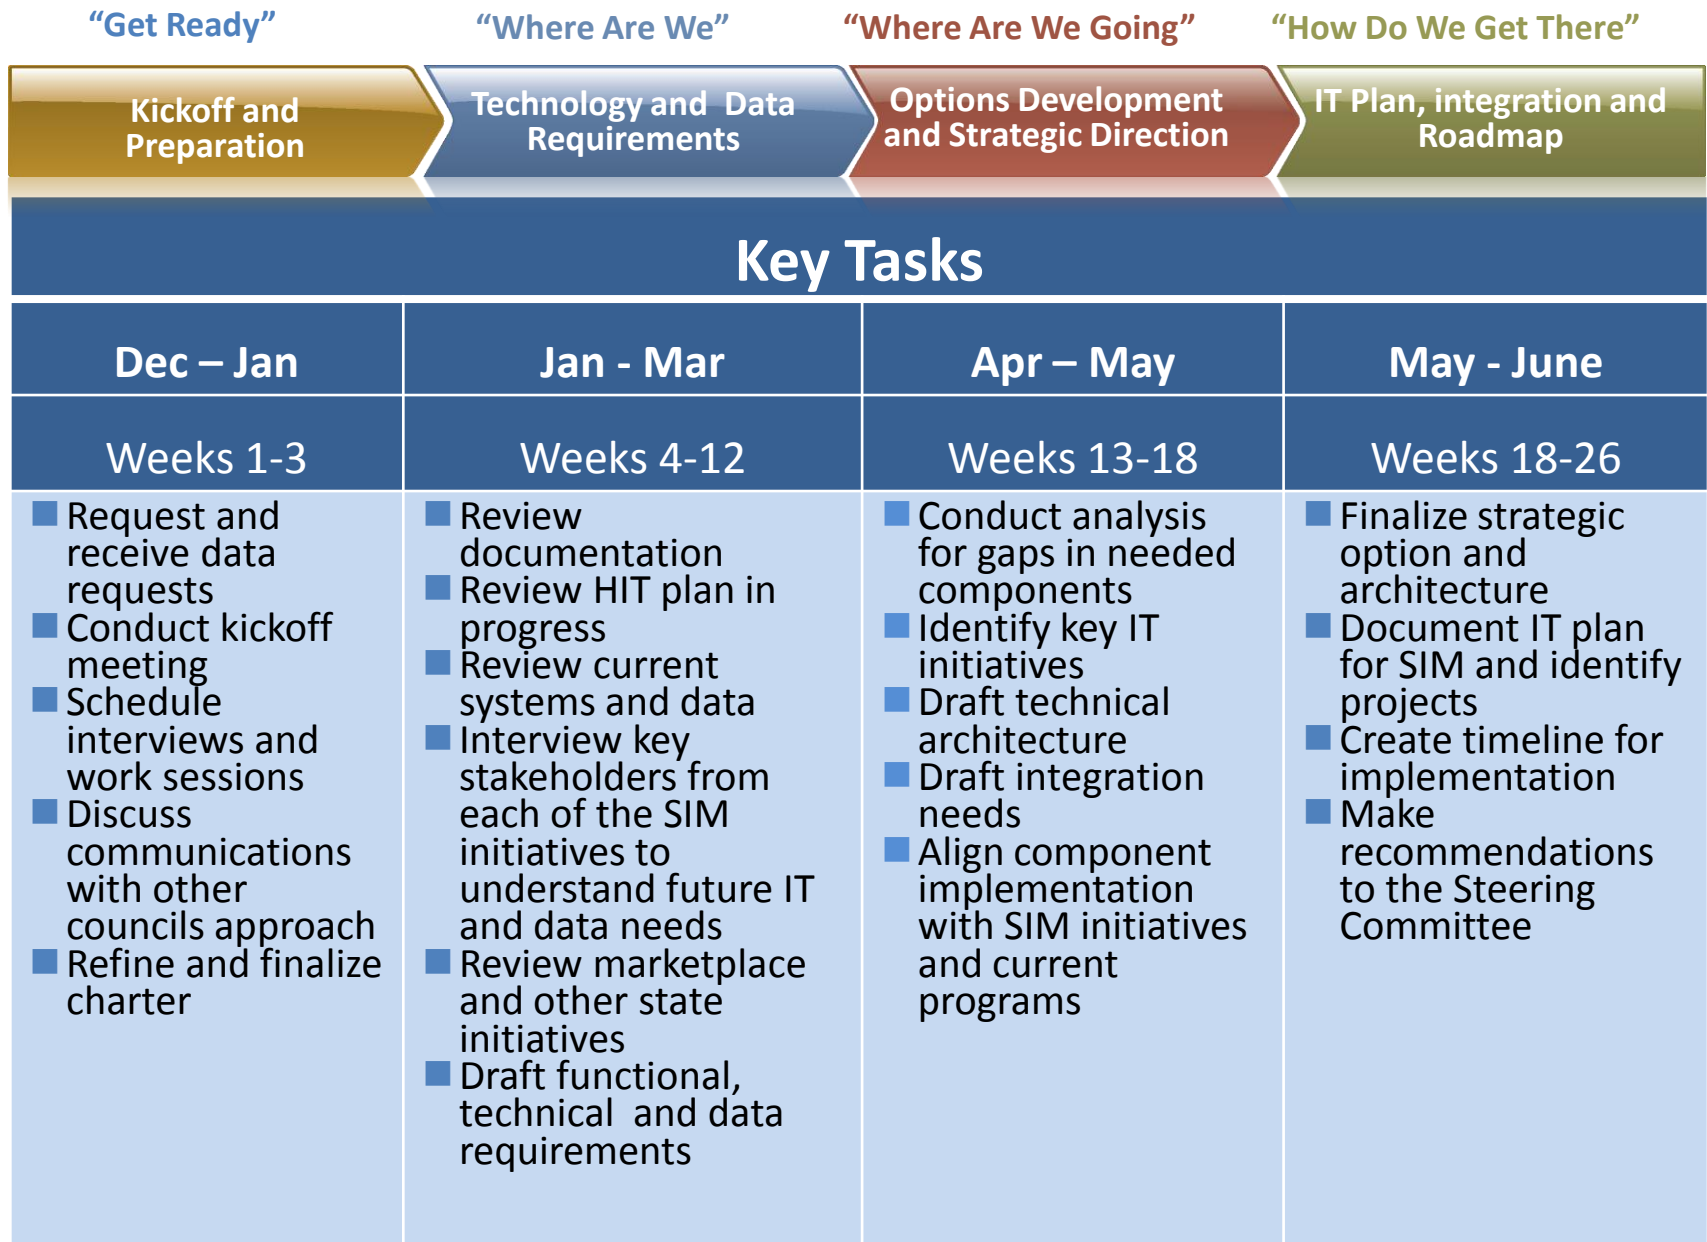 “Get Ready”
“Where Are We”
“Where Are We Going”
“How Do We Get There”
Kickoff and
Preparation
Technology and  Data
Requirements
Options Development
and Strategic Direction
IT Plan, integration and
Roadmap
Key Tasks
Dec – Jan
Jan - Mar
Apr – May
May - June
Weeks 1-3
Weeks 4-12
Weeks 13-18
Weeks 18-26
Request and
receive data
requests
Conduct kickoff
meeting
Schedule
interviews and
work sessions
Discuss
communications
with other
councils approach
Refine and finalize
charter
Review
documentation
Review HIT plan in
progress
Review current
systems and data
Interview key
stakeholders from
each of the SIM
initiatives to
understand future IT
and data needs
Review marketplace
and other state
initiatives
Draft functional,
technical  and data
requirements
Conduct analysis
for gaps in needed
components
Identify key IT
initiatives
Draft technical
architecture
Draft integration
needs
Align component
implementation
with SIM initiatives
and current
programs
Finalize strategic
option and
architecture
Document IT plan
for SIM and identify
projects
Create timeline for
implementation
Make
recommendations
to the Steering
Committee